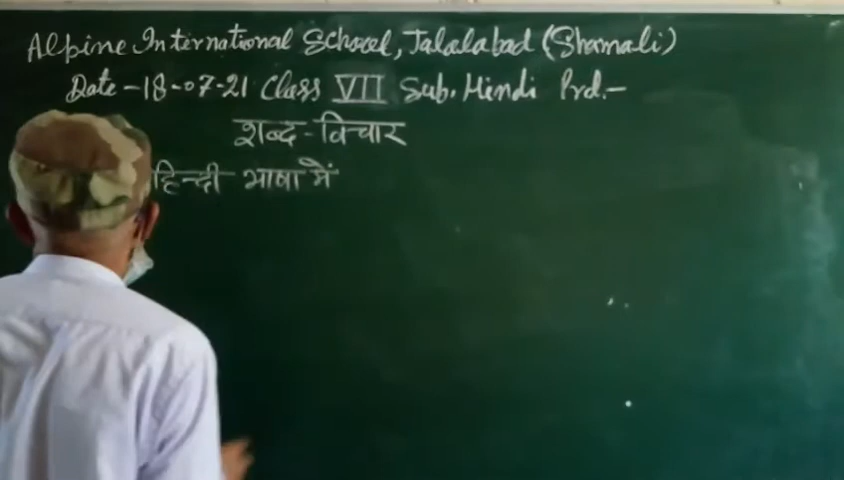 Alpine International School, Jalalabad (Shamali)
Date -18-07-21 Class VII Sub. Hindi Prd.-
शब्द-विचार
हिन्दी भाषा में